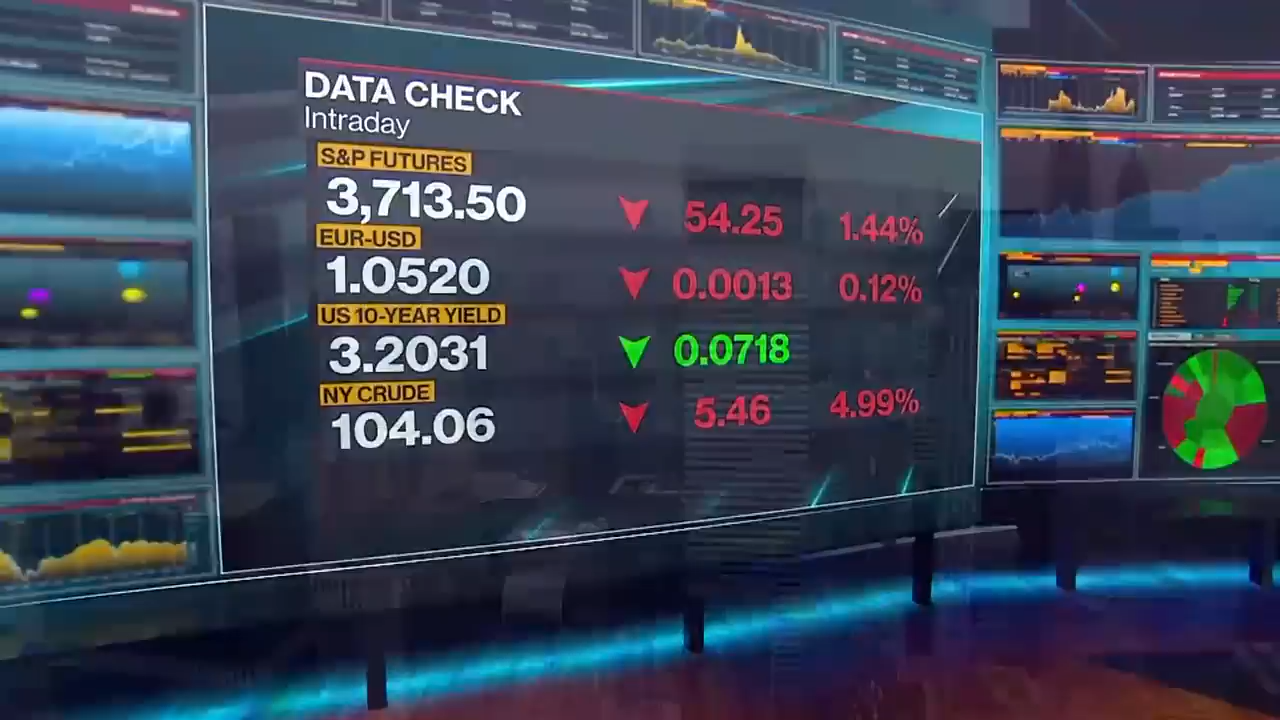 DATA CHECK
Intraday
S&P FUTURES
3,713.50 54.25 1.44%
EUR-USD
1.0520 0.0013 0.12%
US 10-YEAR YIELD
3.2031 0.0718
NY CRUDE
104.06 5.46 4.99%